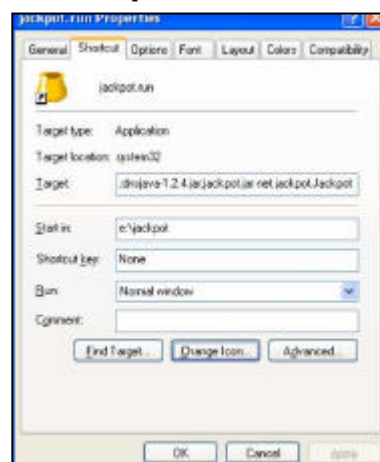 jackpot.run Properties
General Shortcut Options Font Layout Colors Compatibility
jackpot.run
Target type: Application
Target location: system32
Target: ;dnsjava-1.2.4.jar;jackpot.jar net.jackpot.Jackpot
Start in: e:\jackpot
Shortcut key: None
Run: Normal window
Comment:
Find Target... Change Icon... Advanced...
OK Cancel Apply